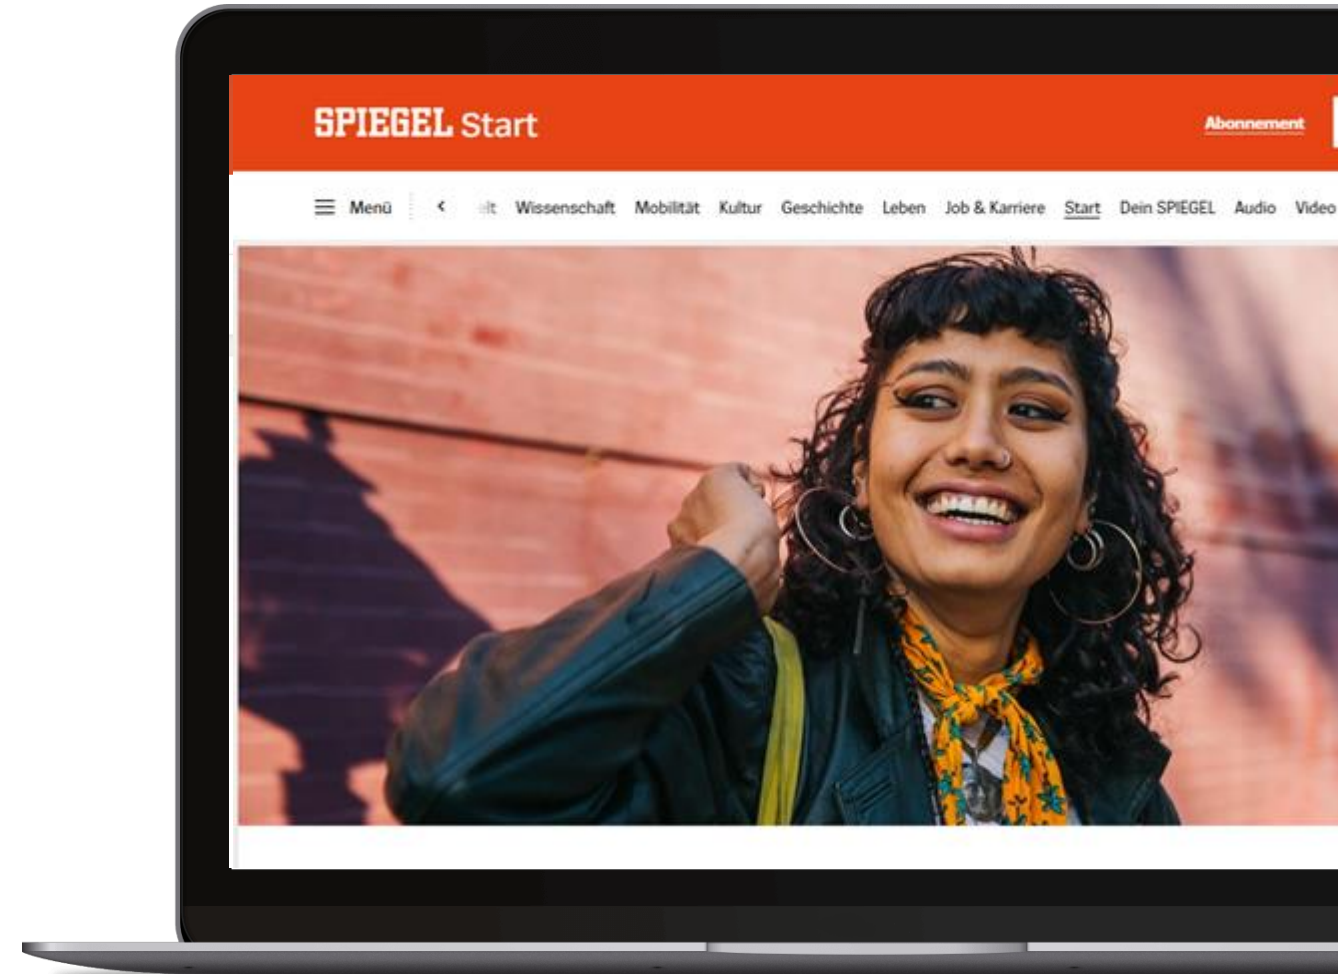 SPIEGEL Start
Abonnement
Menü Wissenschaft Mobilität Kultur Geschichte Leben Job & Karriere Start Dein SPIEGEL Audio Video